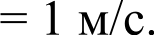 = 1 м/с.